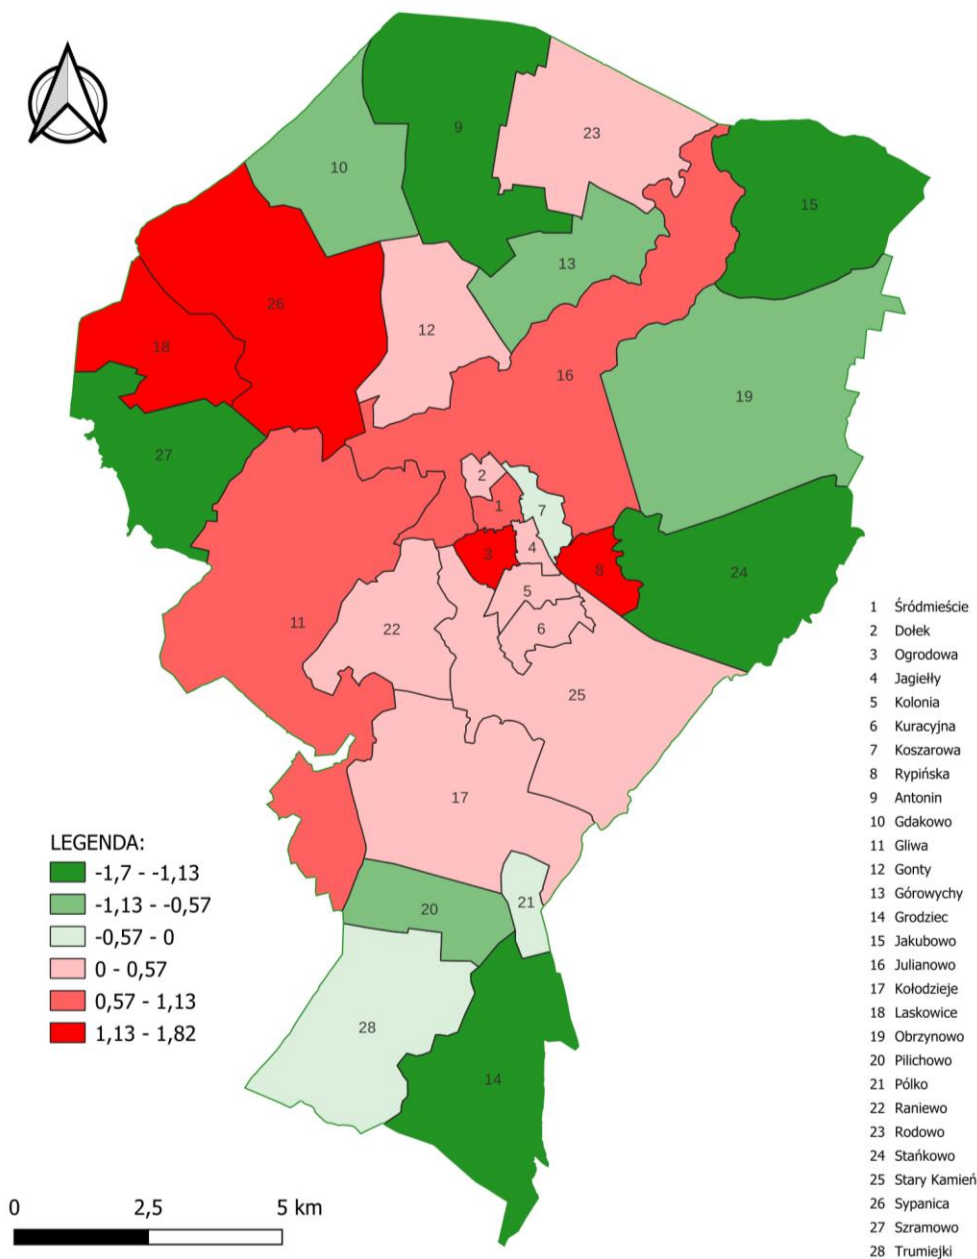 9
23
10
15
13
26
12
18
16
19
27
2
1
7
3
4
8
24
5
11
22
6
25
17
20
21
28
14
LEGENDA:
-1,7 - -1,13
-1,13 - -0,57
-0,57 - 0
0 - 0,57
0,57 - 1,13
1,13 - 1,82
0 2,5 5 km
1 Śródmieście
2 Dołek
3 Ogrodowa
4 Jagiełły
5 Kolonia
6 Kuracyjna
7 Koszarowa
8 Rypińska
9 Antonin
10 Gdakowo
11 Gliwa
12 Gonty
13 Górowychy
14 Grodziec
15 Jakubowo
16 Julianowo
17 Kołodzieje
18 Laskowice
19 Obrzynowo
20 Pilichowo
21 Pólko
22 Raniewo
23 Rodowo
24 Stańkowo
25 Stary Kamień
26 Sypanica
27 Szramowo
28 Trumiejki